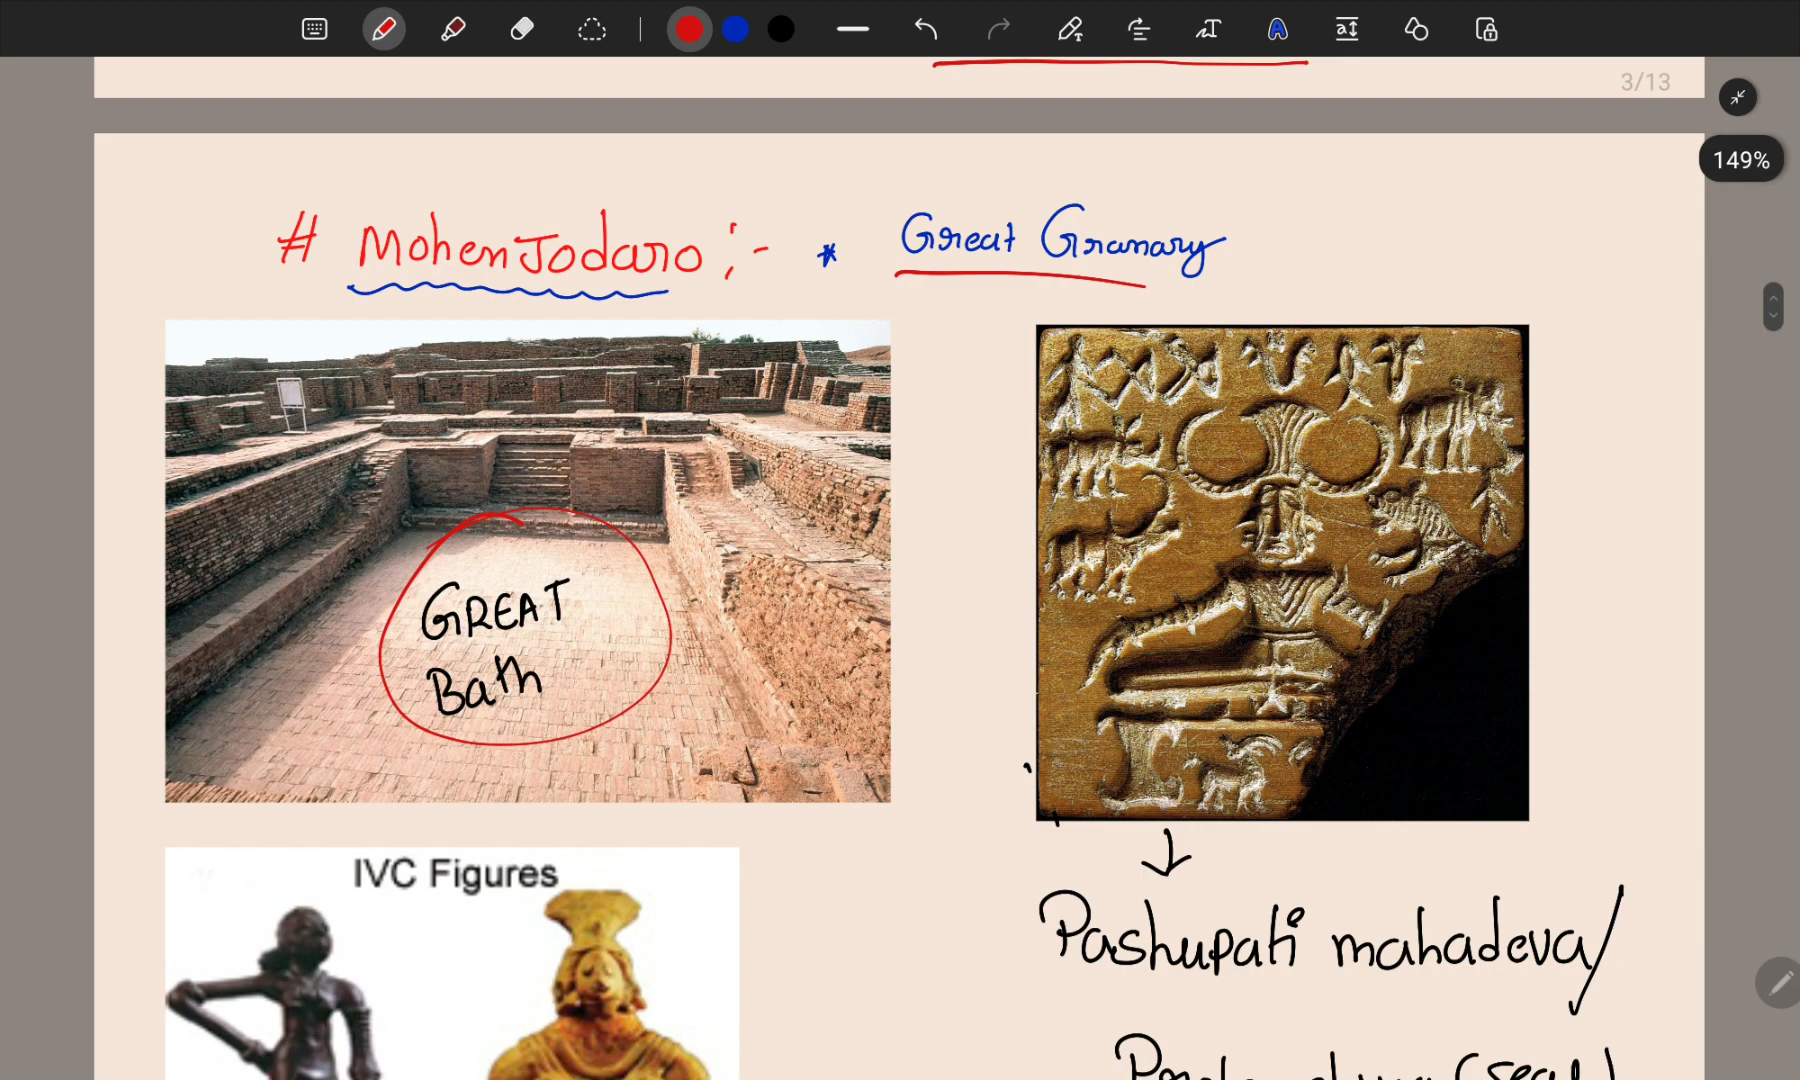 3/13
149%
# MohenJodaro :- * Great Granary
GREAT
Bath
IVC Figures
Pashupati mahadeva/